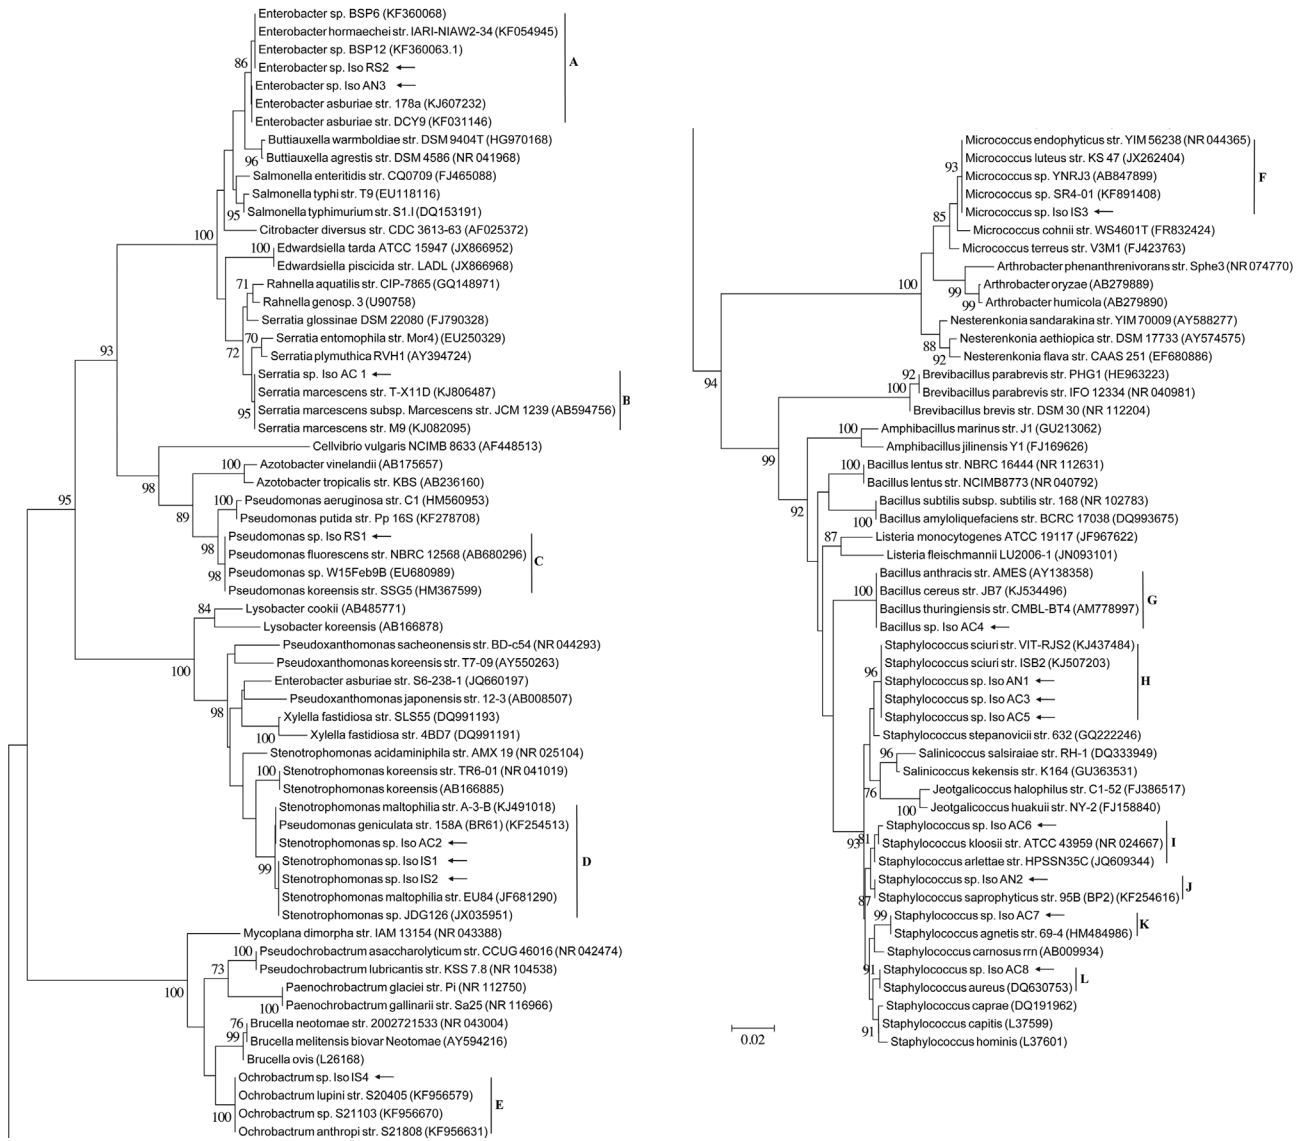 Enterobacter sp. BSP6 (KF360068)
Enterobacter hormaechei str. IARI-NIAW2-34 (KF054945)
Enterobacter sp. BSP12 (KF360063.1)
86
A
Enterobacter sp. Iso RS2
Enterobacter sp. Iso AN3
Enterobacter asburiae str. 178a (KJ607232)
Enterobacter asburiae str. DCY9 (KF031146)
Buttiauxella warmboldiae str. DSM 9404T (HG970168)
96
Buttiauxella agrestis str. DSM 4586 (NR 041968)
Salmonella enteritidis str. CQ0709 (FJ465088)
Salmonella typhi str. T9 (EU118116)
95
Salmonella typhimurium str. S1.I (DQ153191)
Citrobacter diversus str. CDC 3613-63 (AF025372)
100
100
Edwardsiella tarda ATCC 15947 (JX866952)
Edwardsiella piscicida str. LADL (JX866968)
71
Rahnella aquatilis str. CIP-7865 (GQ148971)
Rahnella genosp. 3 (U90758)
Serratia glossinae DSM 22080 (FJ790328)
70
Serratia entomophila str. Mor4) (EU250329)
72
93
Serratia plymuthica RVH1 (AY394724)
Serratia sp. Iso AC 1
Serratia marcescens str. T-X11D (KJ806487)
B
95
Serratia marcescens subsp. Marcescens str. JCM 1239 (AB594756)
Serratia marcescens str. M9 (KJ082095)
Cellvibrio vulgaris NCIMB 8633 (AF448513)
100
Azotobacter vinelandii (AB175657)
98
Azotobacter tropicalis str. KBS (AB236160)
95
100
Pseudomonas aeruginosa str. C1 (HM560953)
89
Pseudomonas putida str. Pp 16S (KF278708)
Pseudomonas sp. Iso RS1
98
Pseudomonas fluorescens str. NBRC 12568 (AB680296)
C
98
Pseudomonas sp. W15Feb9B (EU680989)
Pseudomonas koreensis str. SSG5 (HM367599)
84
Lysobacter cookii (AB485771)
Lysobacter koreensis (AB166878)
Pseudoxanthomonas sacheonensis str. BD-c54 (NR 044293)
100
Pseudoxanthomonas koreensis str. T7-09 (AY550263)
Enterobacter asburiae str. S6-238-1 (JQ660197)
Pseudoxanthomonas japonensis str. 12-3 (AB008507)
98
Xylella fastidiosa str. SLS55 (DQ991193)
100
Xylella fastidiosa str. 4BD7 (DQ991191)
Stenotrophomonas acidaminiphila str. AMX 19 (NR 025104)
100
Stenotrophomonas koreensis str. TR6-01 (NR 041019)
Stenotrophomonas koreensis (AB166885)
Stenotrophomonas maltophilia str. A-3-B (KJ491018)
Pseudomonas geniculata str. 158A (BR61) (KF254513)
Stenotrophomonas sp. Iso AC2
Stenotrophomonas sp. Iso IS1
D
99
Stenotrophomonas sp. Iso IS2
Stenotrophomonas maltophilia str. EU84 (JF681290)
Stenotrophomonas sp. JDG126 (JX035951)
Mycoplana dimorpha str. IAM 13154 (NR 043388)
100
Pseudochrobactrum asaccharolyticum str. CCUG 46016 (NR 042474)
73
Pseudochrobactrum lubricantis str. KSS 7.8 (NR 104538)
100
Paenochrobactrum glaciei str. Pi (NR 112750)
100
Paenochrobactrum gallinarii str. Sa25 (NR 116966)
76
Brucella neotomae str. 2002721533 (NR 043004)
99
Brucella melitensis biovar Neotomae (AY594216)
Brucella ovis (L26168)
Ochrobactrum sp. Iso IS4
Ochrobactrum lupini str. S20405 (KF956579)
E
100
Ochrobactrum sp. S21103 (KF956670)
Ochrobactrum anthropi str. S21808 (KF956631)
Micrococcus endophyticus str. YIM 56238 (NR 044365)
Micrococcus luteus str. KS 47 (JX262404)
93
Micrococcus sp. YNRJ3 (AB847899)
F
Micrococcus sp. SR4-01 (KF891408)
85
Micrococcus sp. Iso IS3
Micrococcus cohnii str. WS4601T (FR832424)
Micrococcus terreus str. V3M1 (FJ423763)
Arthrobacter phenanthrenivorans str. Sphe3 (NR 074770)
100
Arthrobacter oryzae (AB279889)
99
99
Arthrobacter humicola (AB279890)
Nesterenkonia sandarakina str. YIM 70009 (AY588277)
Nesterenkonia aethiopica str. DSM 17733 (AY574575)
88
92
Nesterenkonia flava str. CAAS 251 (EF680886)
92
Brevibacillus parabrevis str. PHG1 (HE963223)
94
100
Brevibacillus parabrevis str. IFO 12334 (NR 040981)
Brevibacillus brevis str. DSM 30 (NR 112204)
100
Amphibacillus marinus str. J1 (GU213062)
Amphibacillus jilinensis Y1 (FJ169626)
99
100
Bacillus lentus str. NBRC 16444 (NR 112631)
Bacillus lentus str. NCIMB8773 (NR 040792)
Bacillus subtilis subsp. subtilis str. 168 (NR 102783)
92
100
Bacillus amyloliquefaciens str. BCRC 17038 (DQ993675)
87
Listeria monocytogenes ATCC 19117 (JF967622)
Listeria fleischmannii LU2006-1 (JN093101)
Bacillus anthracis str. AMES (AY138358)
100
Bacillus cereus str. JB7 (KJ534496)
G
Bacillus thuringiensis str. CMBL-BT4 (AM778997)
Bacillus sp. Iso AC4
Staphylococcus sciuri str. VIT-RJS2 (KJ437484)
Staphylococcus sciuri str. ISB2 (KJ507203)
96
Staphylococcus sp. Iso AN1
H
Staphylococcus sp. Iso AC3
Staphylococcus sp. Iso AC5
Staphylococcus stepanovicii str. 632 (GQ222246)
96
Salinicoccus salsiraiae str. RH-1 (DQ333949)
Salinicoccus kekensis str. K164 (GU363531)
76
Jeotgalicoccus halophilus str. C1-52 (FJ386517)
100
Jeotgalicoccus huakuii str. NY-2 (FJ158840)
Staphylococcus sp. Iso AC6
93
81
Staphylococcus kloosii str. ATCC 43959 (NR 024667)
I
Staphylococcus arlettae str. HPSSN35C (JQ609344)
Staphylococcus sp. Iso AN2
J
87
Staphylococcus saprophyticus str. 95B (BP2) (KF254616)
99
Staphylococcus sp. Iso AC7
K
Staphylococcus agnetis str. 69-4 (HM484986)
Staphylococcus carnosus rrn (AB009934)
91
Staphylococcus sp. Iso AC8
L
Staphylococcus aureus (DQ630753)
Staphylococcus caprae (DQ191962)
Staphylococcus capitis (L37599)
91
Staphylococcus hominis (L37601)
0.02